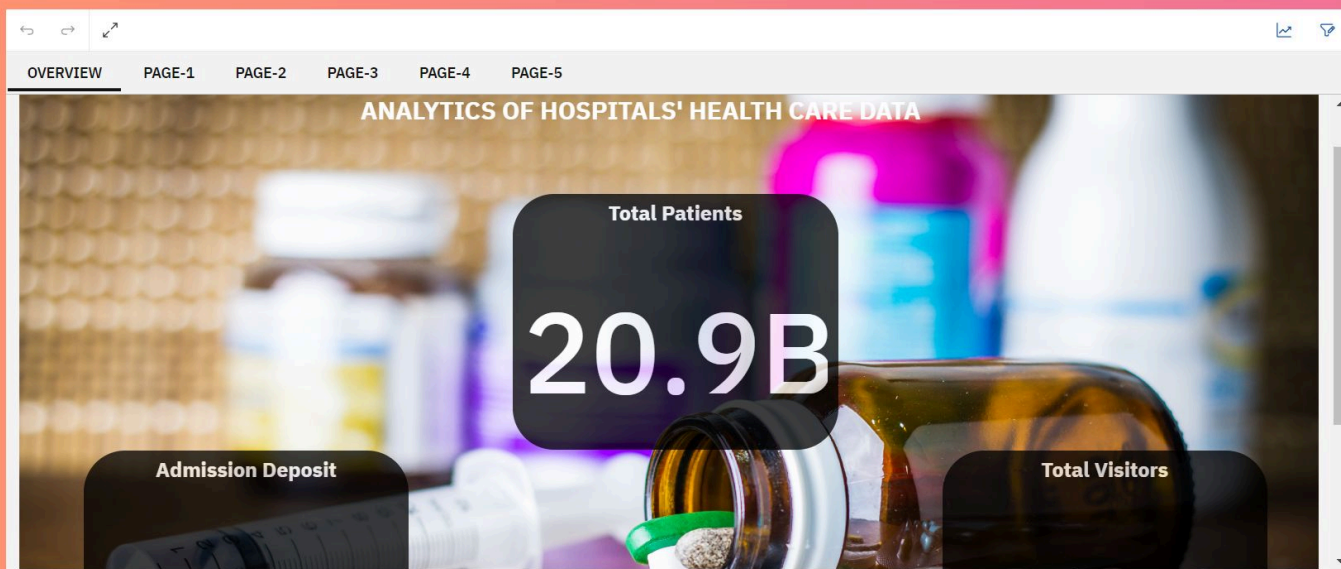 OVERVIEW PAGE-1 PAGE-2 PAGE-3 PAGE-4 PAGE-5
ANALYTICS OF HOSPITALS' HEALTH CARE DATA
Total Patients
20.9B
Admission Deposit
Total Visitors